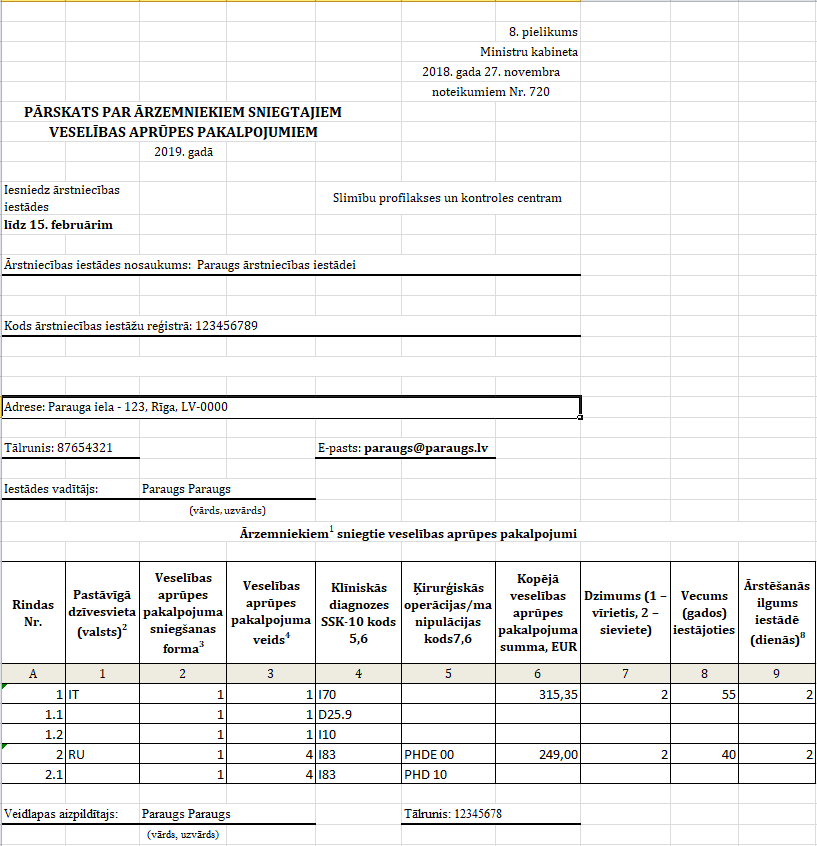 8. pielikums
Ministru kabineta
2018. gada 27. novembra
noteikumiem Nr. 720
PĀRSKATS PAR ĀRZEMNIEKIEM SNIEGTAJIEM
VESELĪBAS APRŪPES PAKALPOJUMIEM
2019. gadā
Iesniedz ārstniecības
iestādes
Slimību profilakses un kontroles centram
līdz 15. februārim
Ārstniecības iestādes nosaukums: Paraugs ārstniecības iestādei
Kods ārstniecības iestāžu reģistrā: 123456789
Adrese: Parauga iela - 123, Rīga, LV-0000
Tālrunis: 87654321 E-pasts: paraugs@paraugs.lv
Iestādes vadītājs: Paraugs Paraugs
(vārds, uzvārds)
Ārzemniekiem¹ sniegtie veselības aprūpes pakalpojumi
Rindas
Nr.
Pastāvīgā
dzīvesvieta
(valsts)²
Veselības
aprūpes
pakalpojuma
sniegšanas
forma³
Veselības
aprūpes
pakalpojuma
veids⁴
Klīniskās
diagnozes
SSK-10 kods
5,6
Ķirurģiskās
operācijas/ma
nipulācijas
kods7,6
Kopējā
veselības
aprūpes
pakalpojuma
summa, EUR
Dzimums (1 –
vīrietis, 2 –
sieviete)
Vecums
(gados)
iestājoties
Ārstēšanās
ilgums
iestādē
(dienās)⁸
A 1 2 3 4 5 6 7 8 9
1 IT 1 1 I70 315,35 2 55 2
1.1 1 1 D25.9
1.2 1 1 I10
2 RU 1 4 I83 PHDE 00 249,00 2 40 2
2.1 1 4 I83 PHD 10
Veidlapas aizpildītajs: Paraugs Paraugs Tālrunis: 12345678
(vārds, uzvārds)